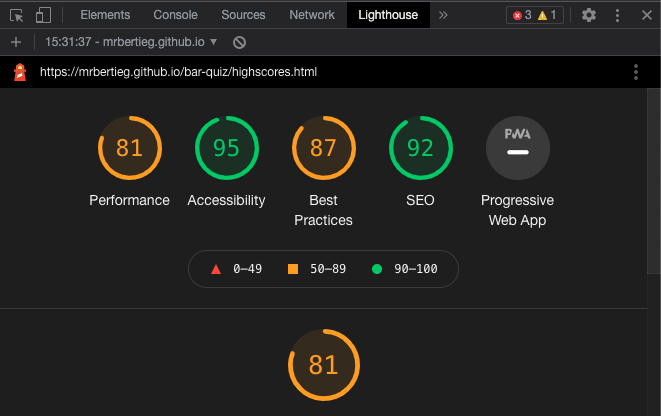 Elements Console Sources Network Lighthouse » 3 1
15:31:37 - mrbertieg.github.io
https://mrbertieg.github.io/bar-quiz/highscores.html
81 95 87 92 PWA
Performance Accessibility Best Practices SEO Progressive Web App
0–49 50–89 90–100
81